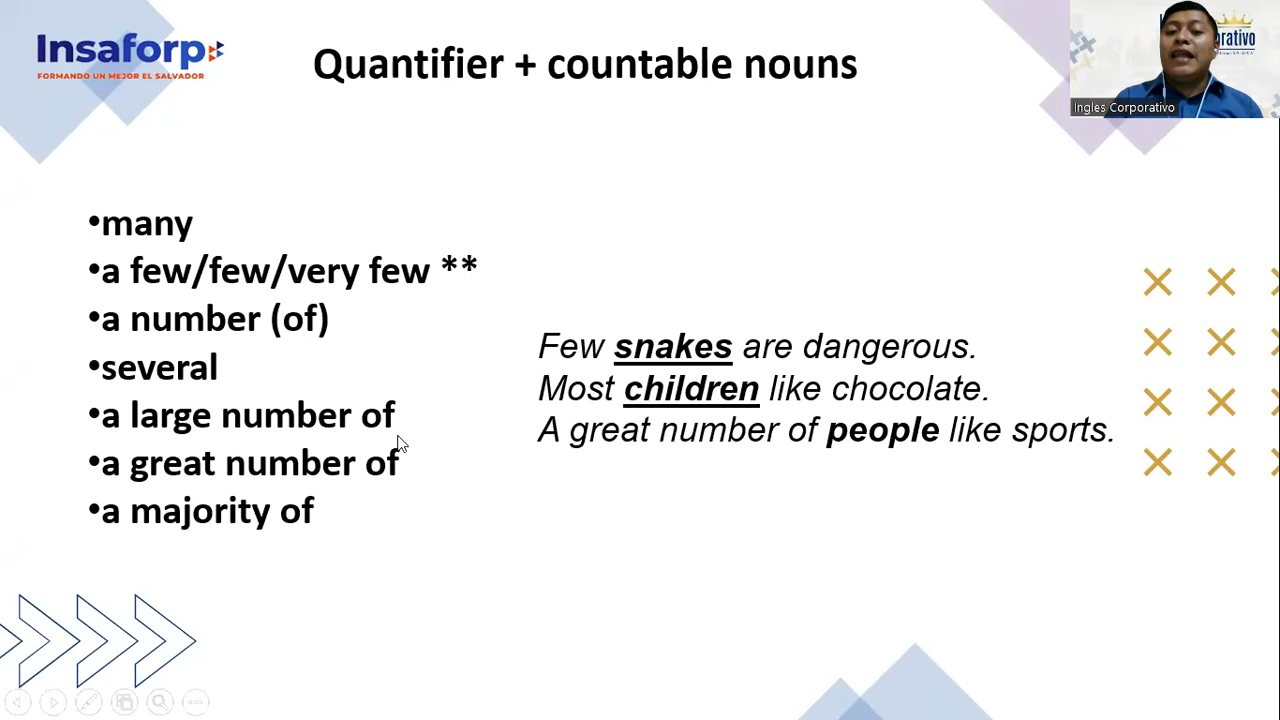 Insaforp
FORMANDO UN MEJOR EL SALVADOR
Quantifier + countable nouns
Ingles Corporativo
•many
•a few/few/very few **
•a number (of)
•several
•a large number of
•a great number of
•a majority of
Few snakes are dangerous.
Most children like chocolate.
A great number of people like sports.